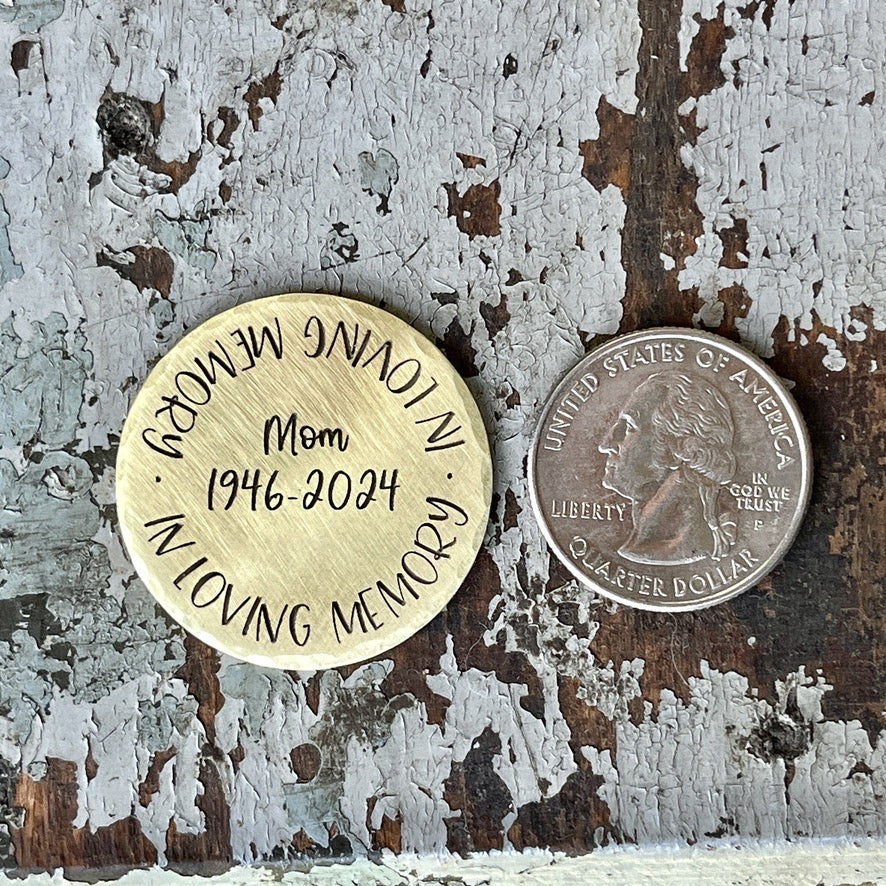 IN LOVING MEMORY ·
Mom
1946-2024
IN LOVING MEMORY ·
UNITED STATES OF AMERICA
LIBERTY
IN
GOD WE
TRUST
P
QUARTER DOLLAR